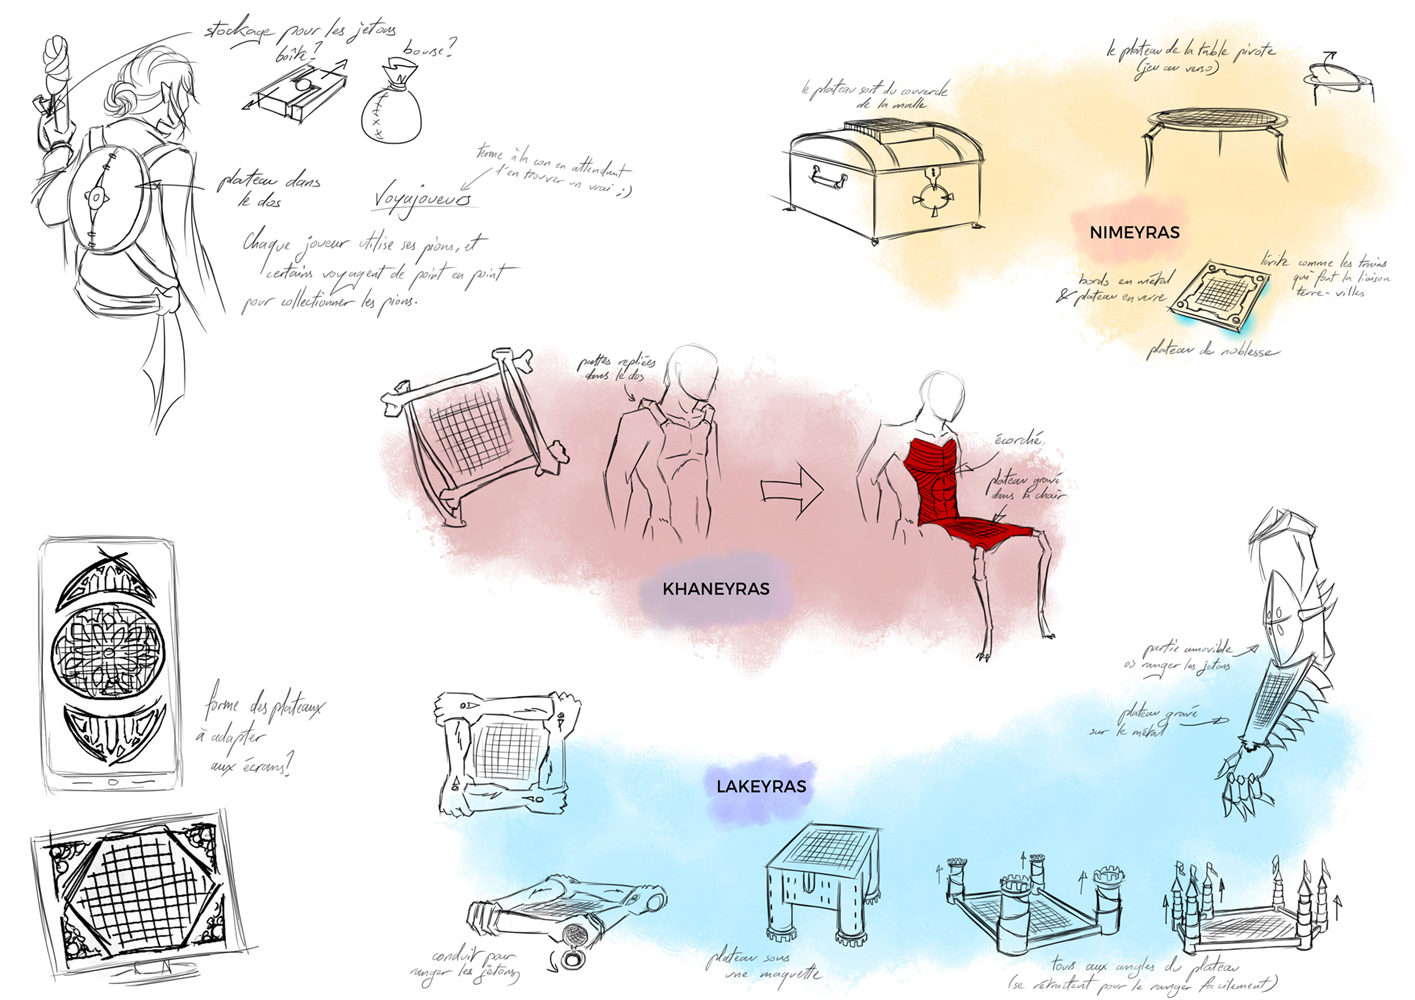 stockage pour les jetons
boîte?
bourse?
plateau dans
le dos
Voyajoueurs
terme à la con en attendant
d'en trouver un vrai ;)
Chaque joueur utilise ses pions, et
certains voyagent de point en point
pour collectionner les pions.
le plateau sort du couvercle
de la malle
le plateau de la table pivote
(jeu au verso)
NIMEYRAS
bords en métal
& plateau en verre
lévite comme les trains
qui font la liaison
terre-villes
plateau de noblesse
pattes repliées
dans le dos
écorché
plateau gravé
dans la chair
KHANEYRAS
forme des plateaux
à adapter
aux écrans?
partie amovible
où ranger les jetons
plateau gravé
sur le métal
LAKEYRAS
conduit pour
ranger les jetons
plateau sous
une maquette
tours aux angles du plateau
(se rétractent pour le ranger facilement)